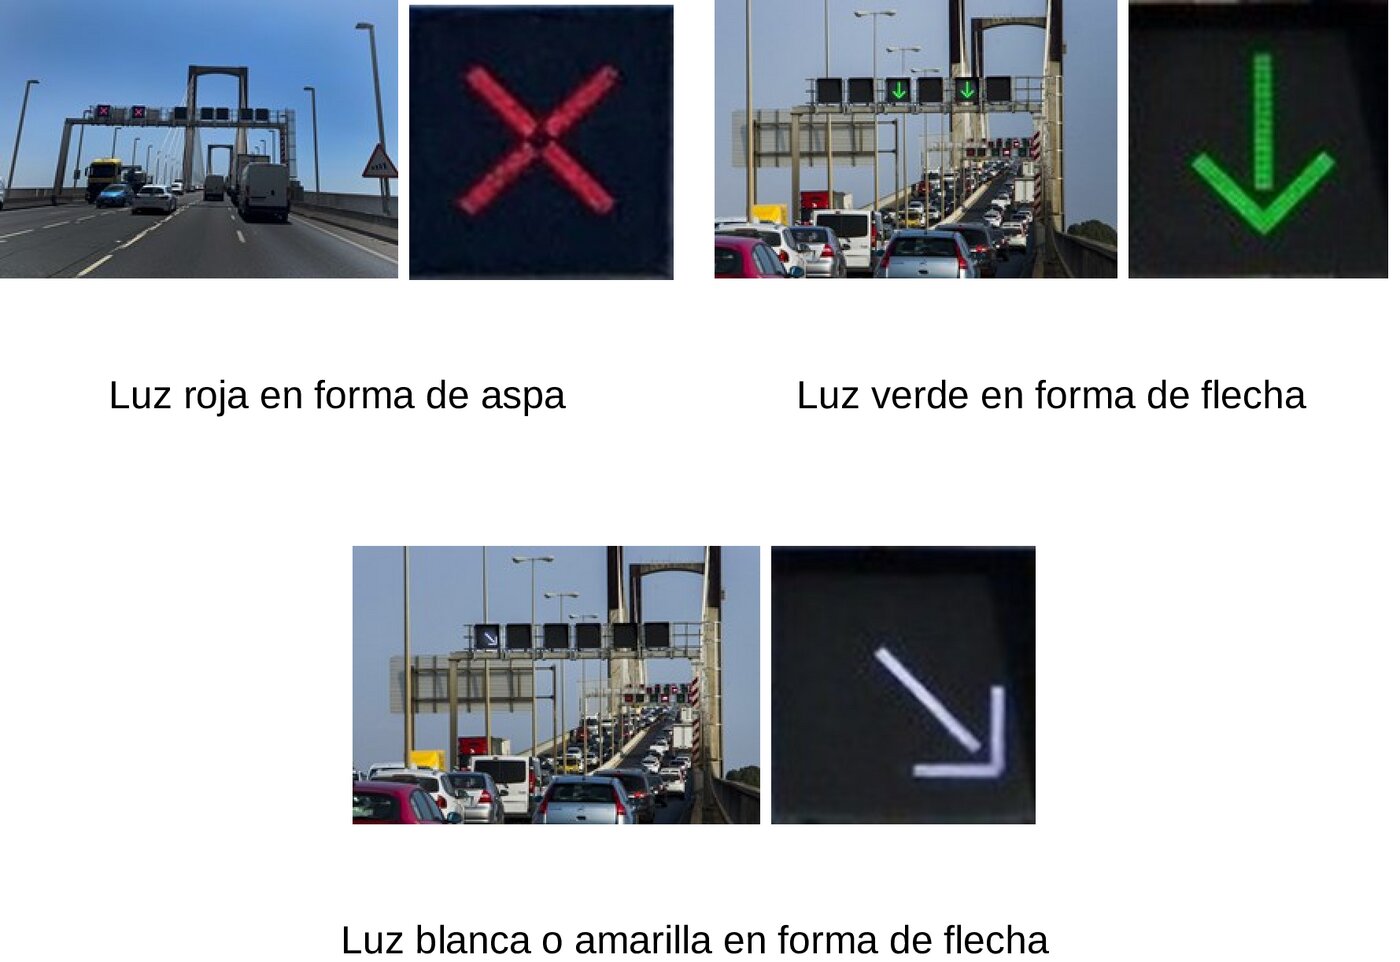 Luz roja en forma de aspa
Luz verde en forma de flecha
Luz blanca o amarilla en forma de flecha